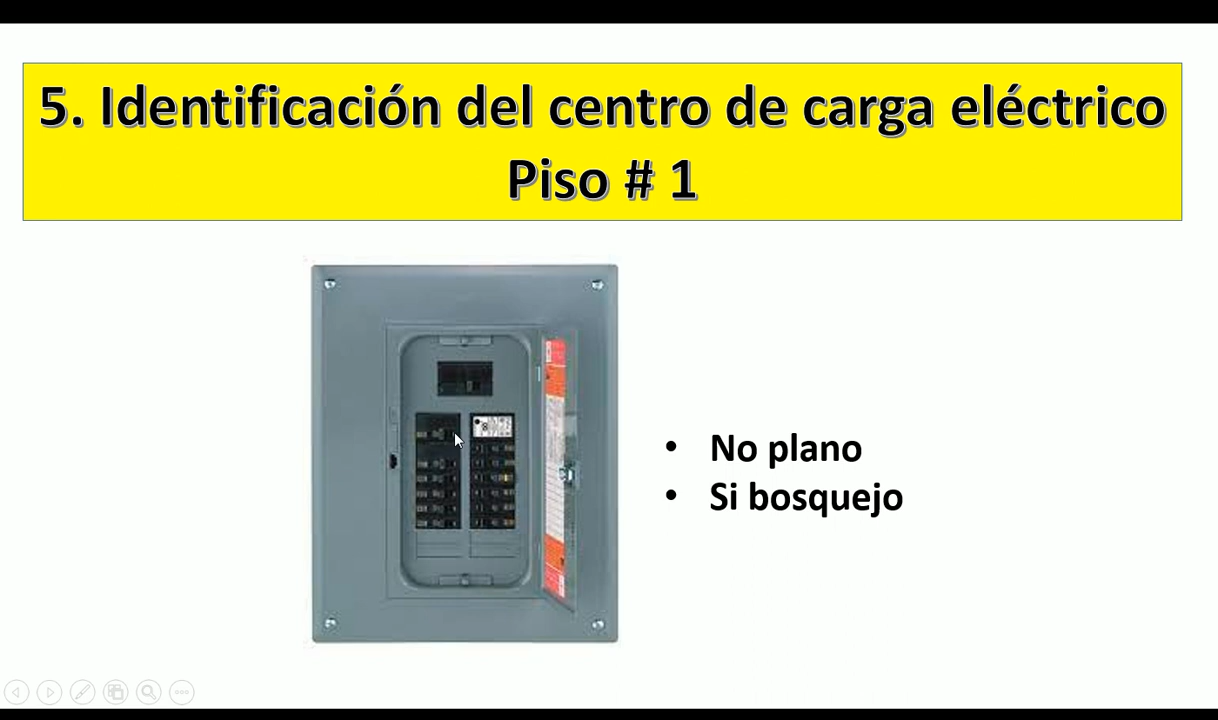 5. Identificación del centro de carga eléctrico
Piso # 1
• No plano
• Si bosquejo